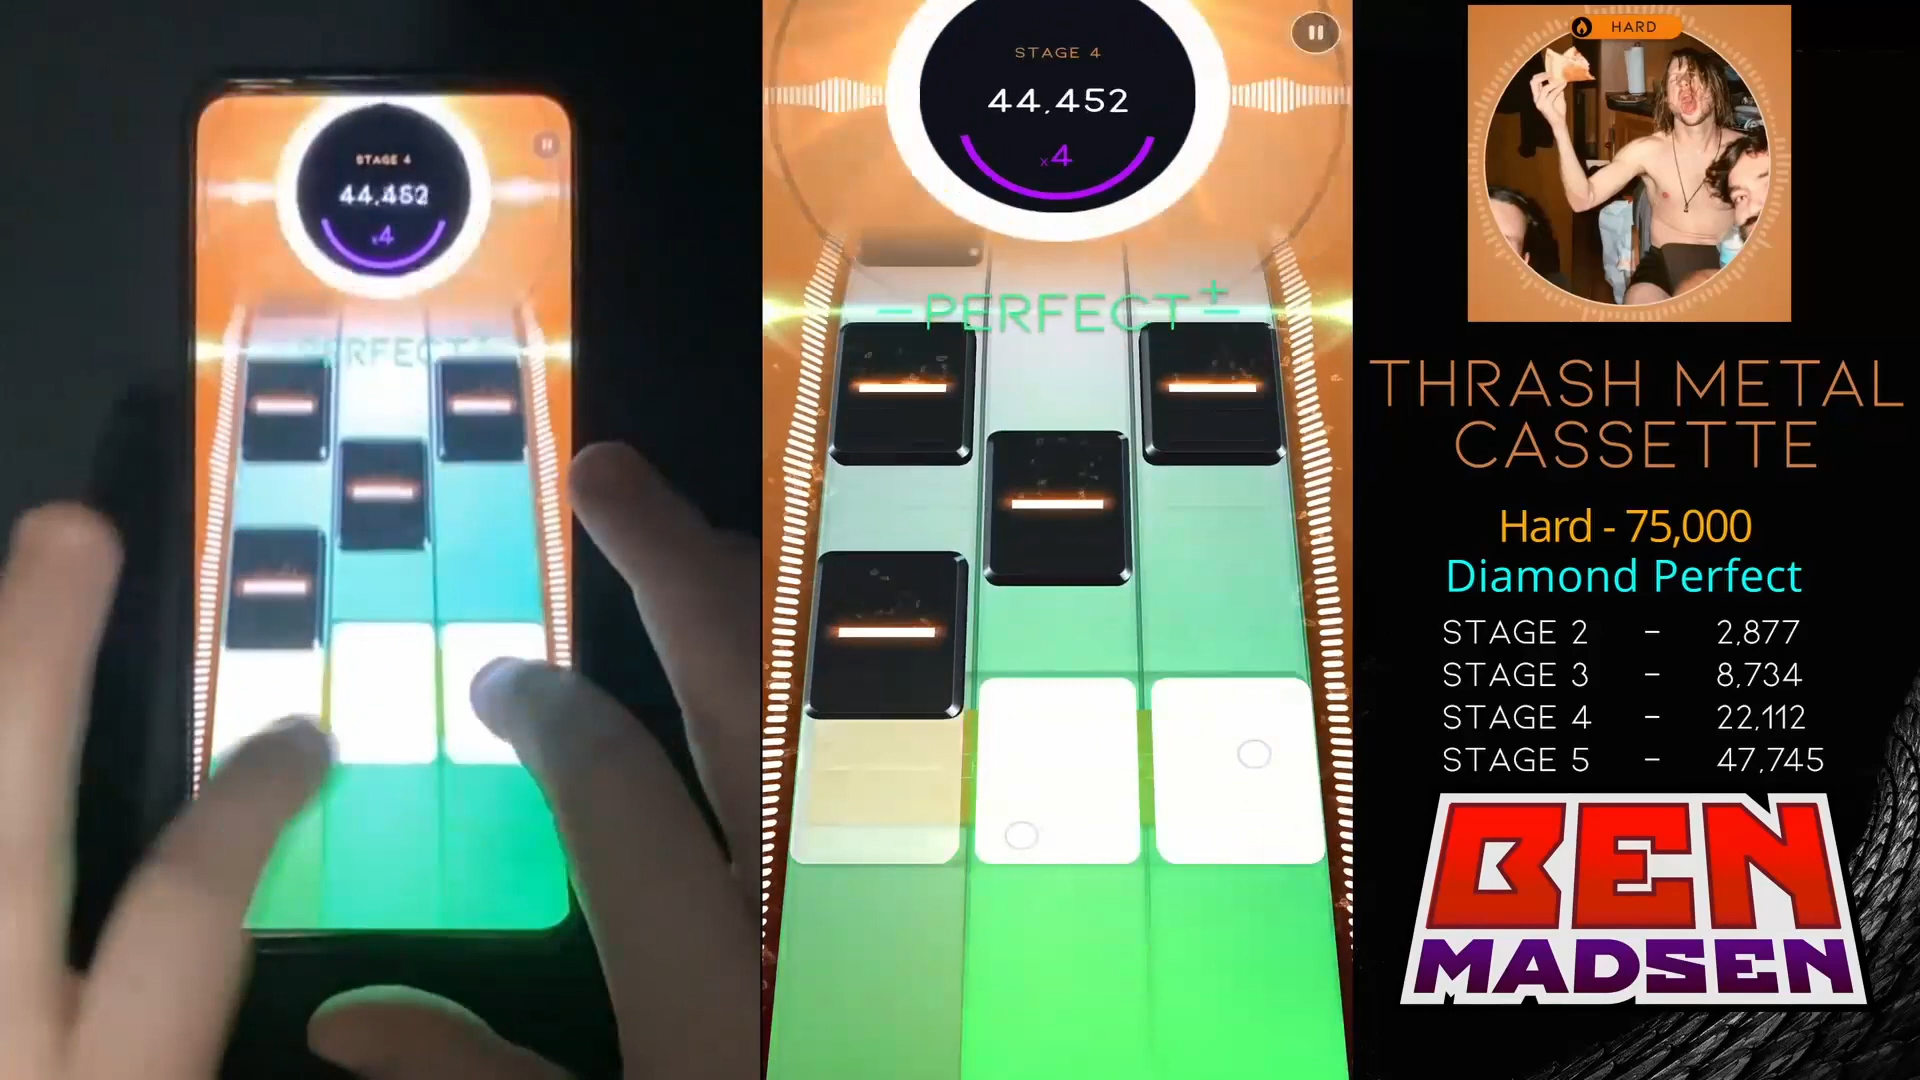 STAGE 4
44,452
x4
PERFECT+
STAGE 4
44,452
x4
PERFECT+
HARD
THRASH METAL
CASSETTE
Hard - 75,000
Diamond Perfect
STAGE 2 - 2,877
STAGE 3 - 8,734
STAGE 4 - 22,112
STAGE 5 - 47,745
BEN
MADSEN